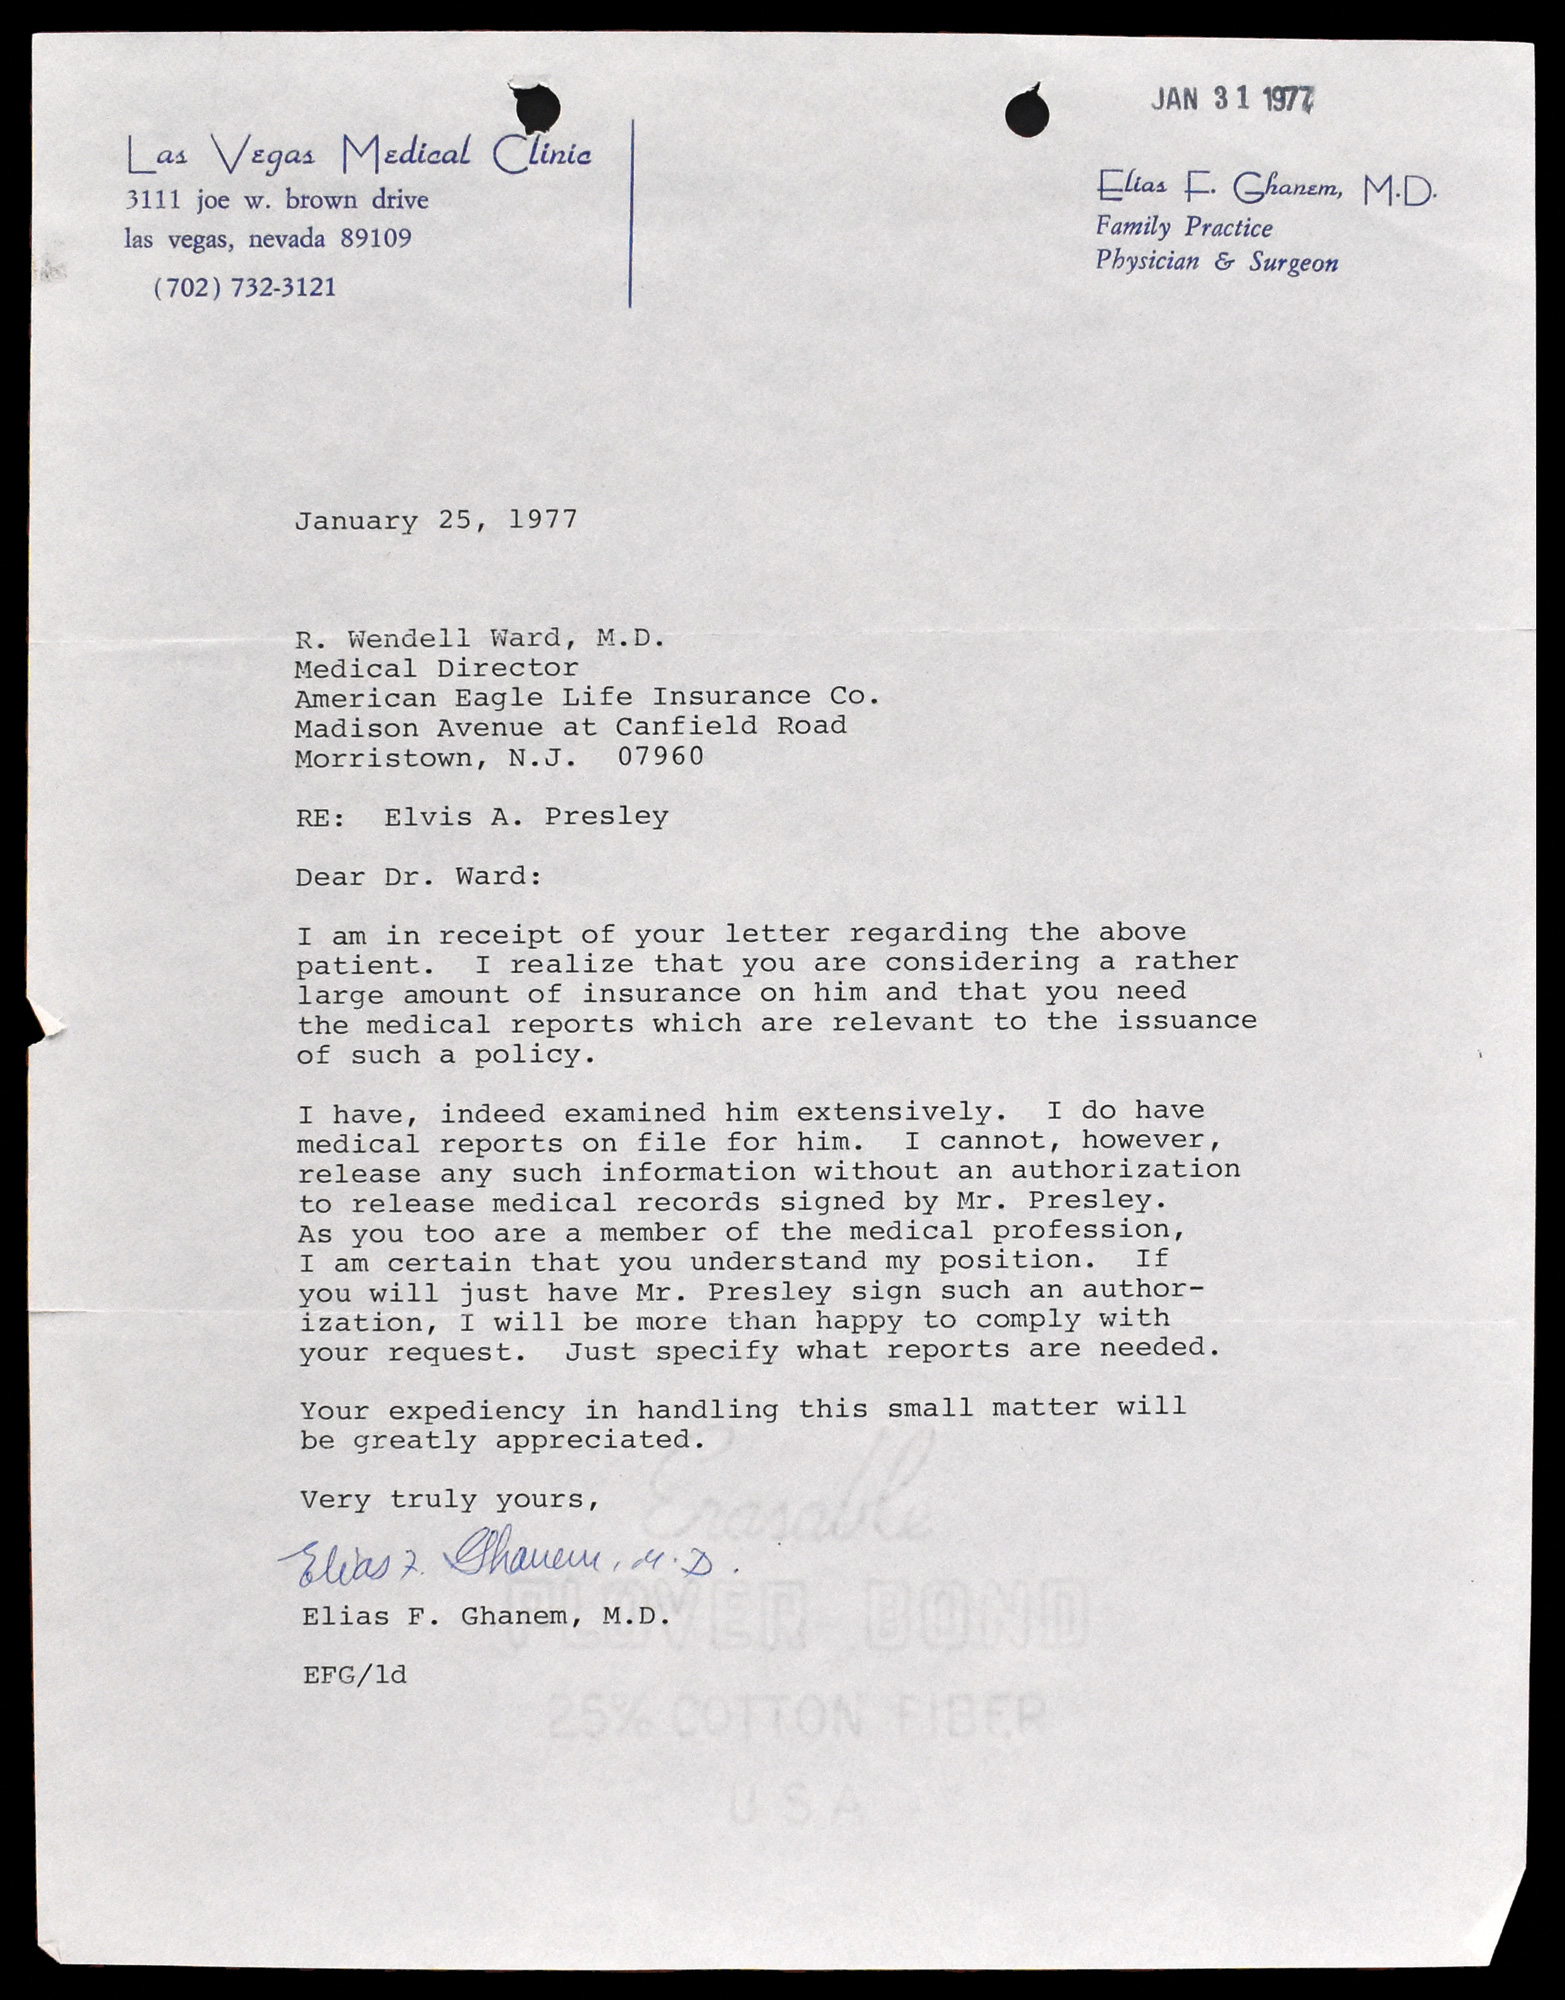 JAN 31 1977
Las Vegas Medical Clinic
3111 joe w. brown drive
las vegas, nevada 89109
(702) 732-3121
Elias F. Ghanem, M.D.
Family Practice
Physician & Surgeon
January 25, 1977
R. Wendell Ward, M.D.
Medical Director
American Eagle Life Insurance Co.
Madison Avenue at Canfield Road
Morristown, N.J.  07960
RE:  Elvis A. Presley
Dear Dr. Ward:
I am in receipt of your letter regarding the above
patient.  I realize that you are considering a rather
large amount of insurance on him and that you need
the medical reports which are relevant to the issuance
of such a policy.
I have, indeed examined him extensively.  I do have
medical reports on file for him.  I cannot, however,
release any such information without an authorization
to release medical records signed by Mr. Presley.
As you too are a member of the medical profession,
I am certain that you understand my position.  If
you will just have Mr. Presley sign such an author-
ization, I will be more than happy to comply with
your request.  Just specify what reports are needed.
Your expediency in handling this small matter will
be greatly appreciated.
Very truly yours,
Elias F. Ghanem, M.D.
Elias F. Ghanem, M.D.
EFG/ld
Erasable
PLOVER BOND
25% COTTON FIBER
USA